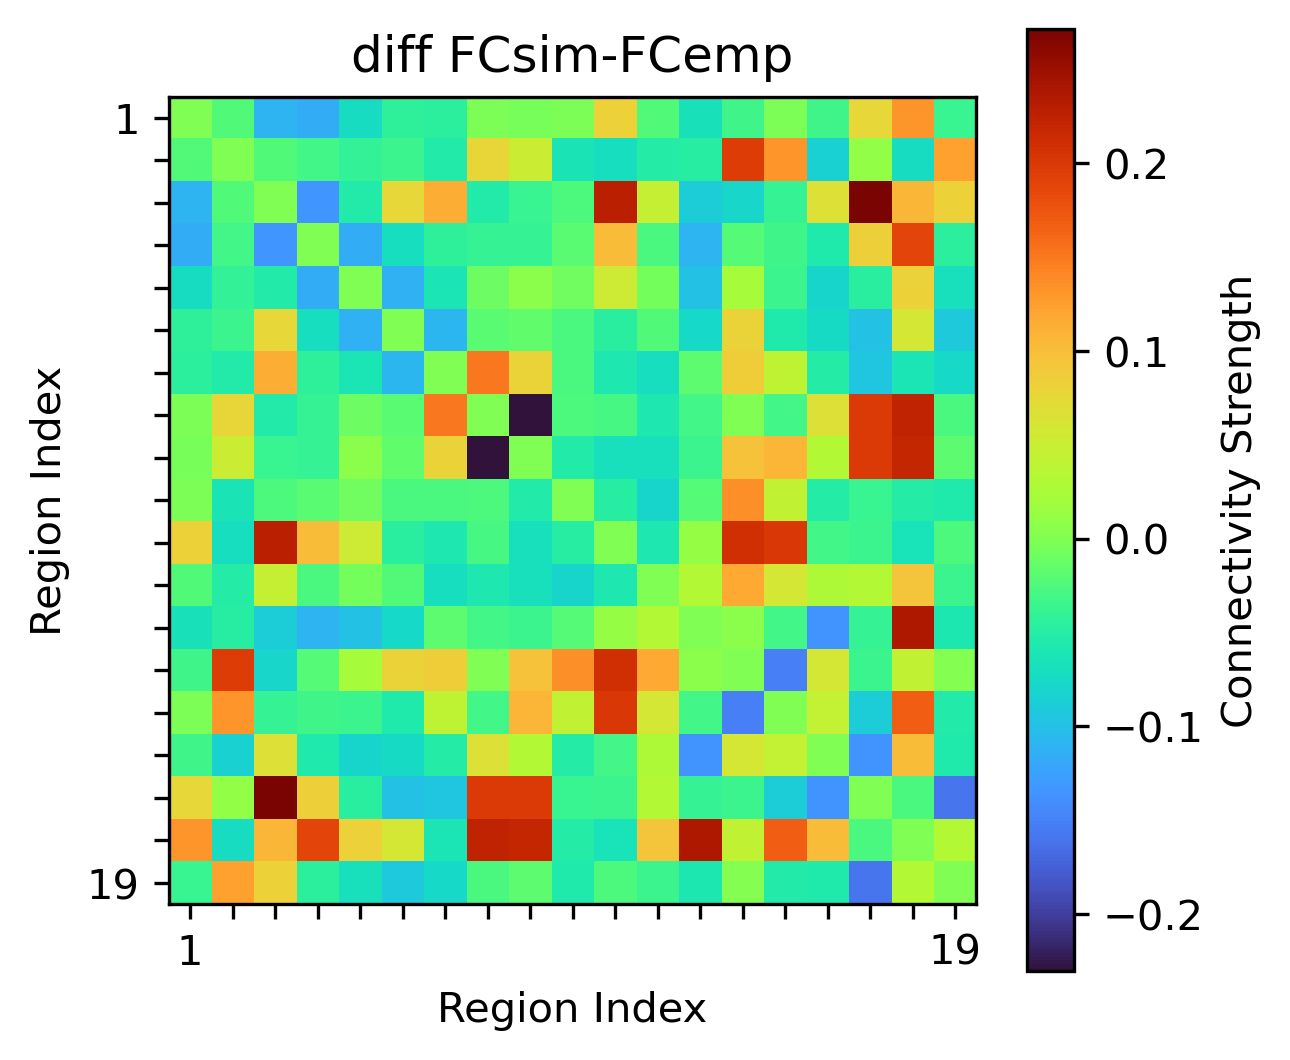 diff FCsim-FCemp
1
19
Region Index
1
19
Region Index
0.2
0.1
0.0
−0.1
−0.2
Connectivity Strength